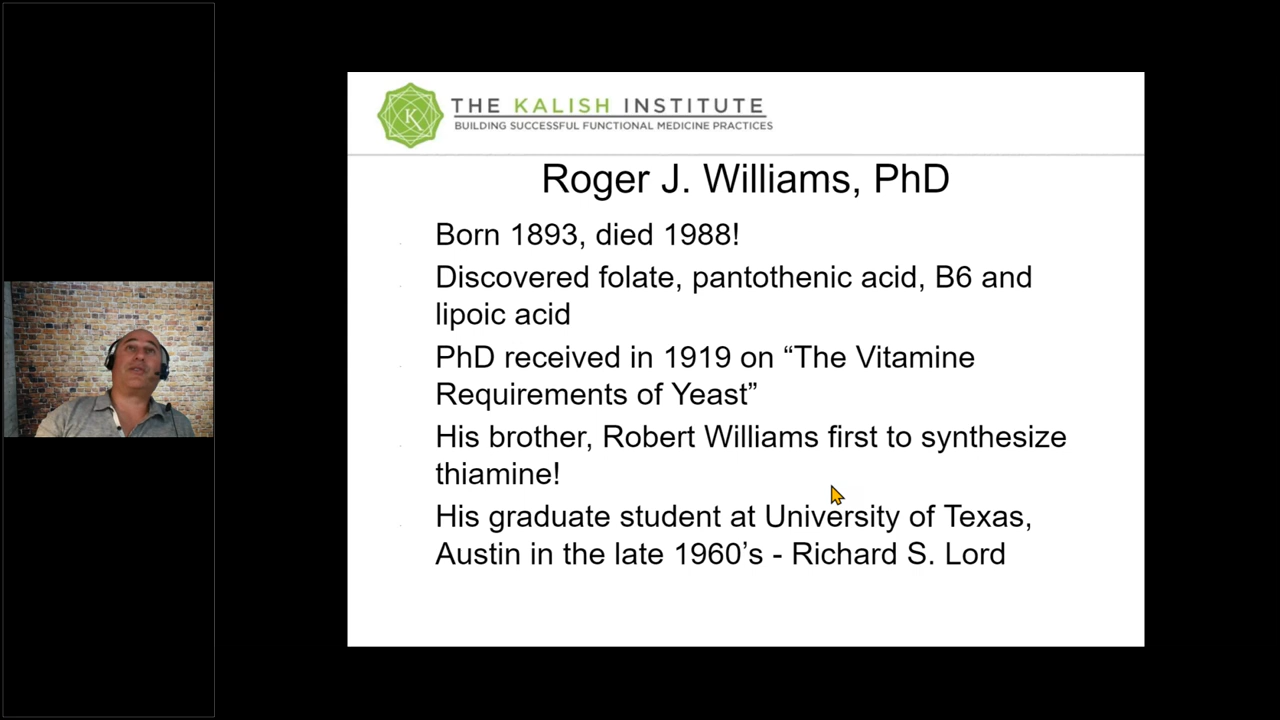 THE KALISH INSTITUTE
BUILDING SUCCESSFUL FUNCTIONAL MEDICINE PRACTICES
K
Roger J. Williams, PhD
Born 1893, died 1988!
Discovered folate, pantothenic acid, B6 and
lipoic acid
PhD received in 1919 on “The Vitamine
Requirements of Yeast”
His brother, Robert Williams first to synthesize
thiamine!
His graduate student at University of Texas,
Austin in the late 1960’s - Richard S. Lord